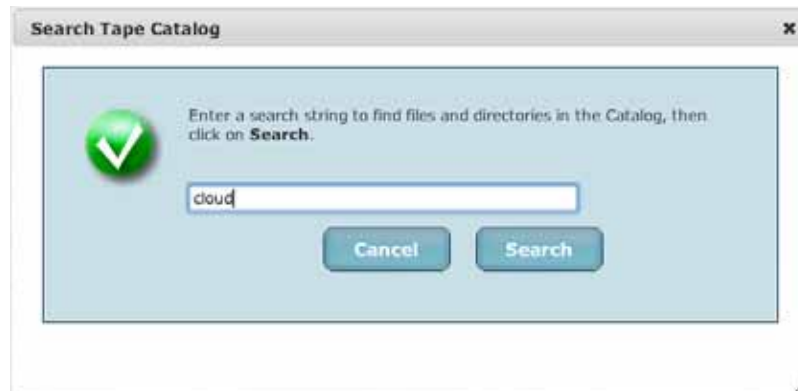 Search Tape Catalog
Enter a search string to find files and directories in the Catalog, then
click on Search.
cloud
Cancel
Search